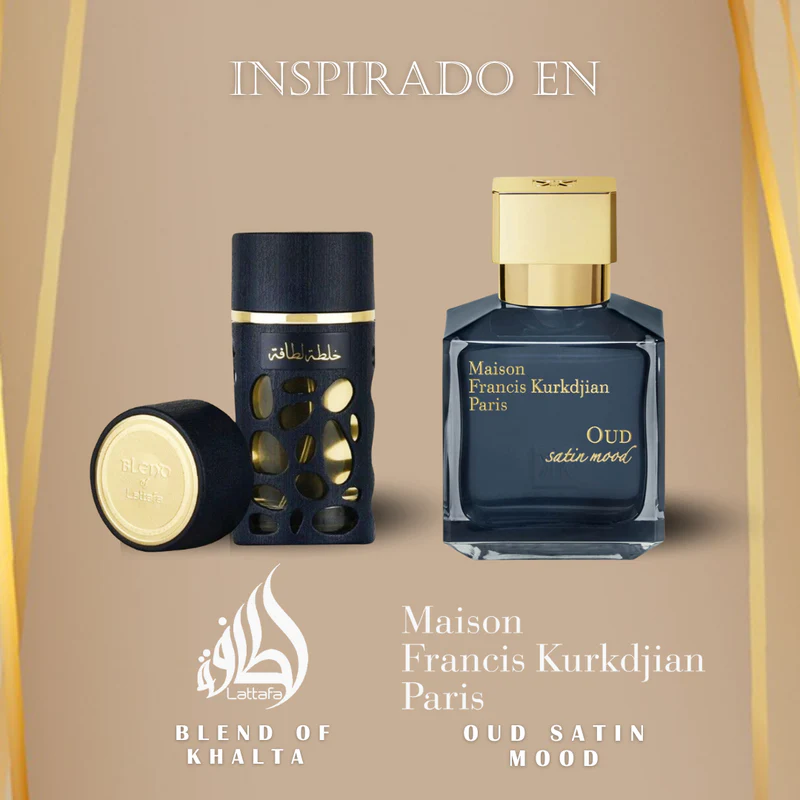 INSPIRADO EN
خلطة لطافة
BLEND
of
Lattafa
Maison
Francis Kurkdjian
Paris
OUD
satin mood
لطافة
Lattafa
BLEND OF
KHALTA
Maison
Francis Kurkdjian
Paris
OUD SATIN
MOOD